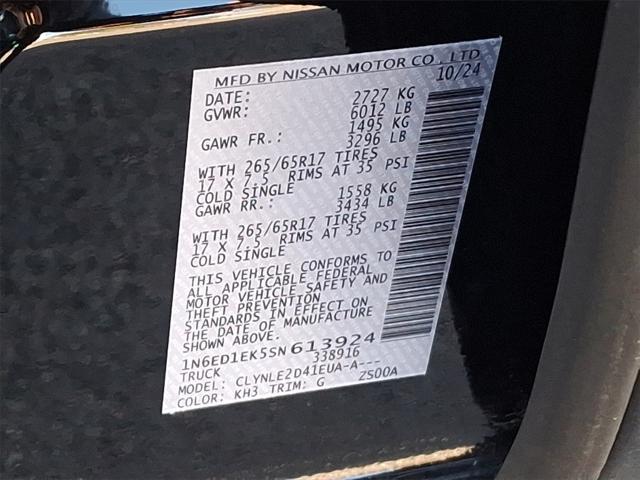 MFD BY NISSAN MOTOR CO., LTD
DATE: 10/24
GVWR: 2727 KG
6012 LB
GAWR FR.: 1495 KG
3296 LB
WITH 265/65R17 TIRES
17 X 7.5 RIMS AT 35 PSI
COLD SINGLE
GAWR RR.: 1558 KG
3434 LB
WITH 265/65R17 TIRES
17 X 7.5 RIMS AT 35 PSI
COLD SINGLE
THIS VEHICLE CONFORMS TO
ALL APPLICABLE FEDERAL
MOTOR VEHICLE SAFETY AND
THEFT PREVENTION
STANDARDS IN EFFECT ON
THE DATE OF MANUFACTURE
SHOWN ABOVE.
1N6ED1EK5SN613924
TRUCK 338916
MODEL: CLYNLE2D41EUA-A---
COLOR: KH3 TRIM: G ZS00A